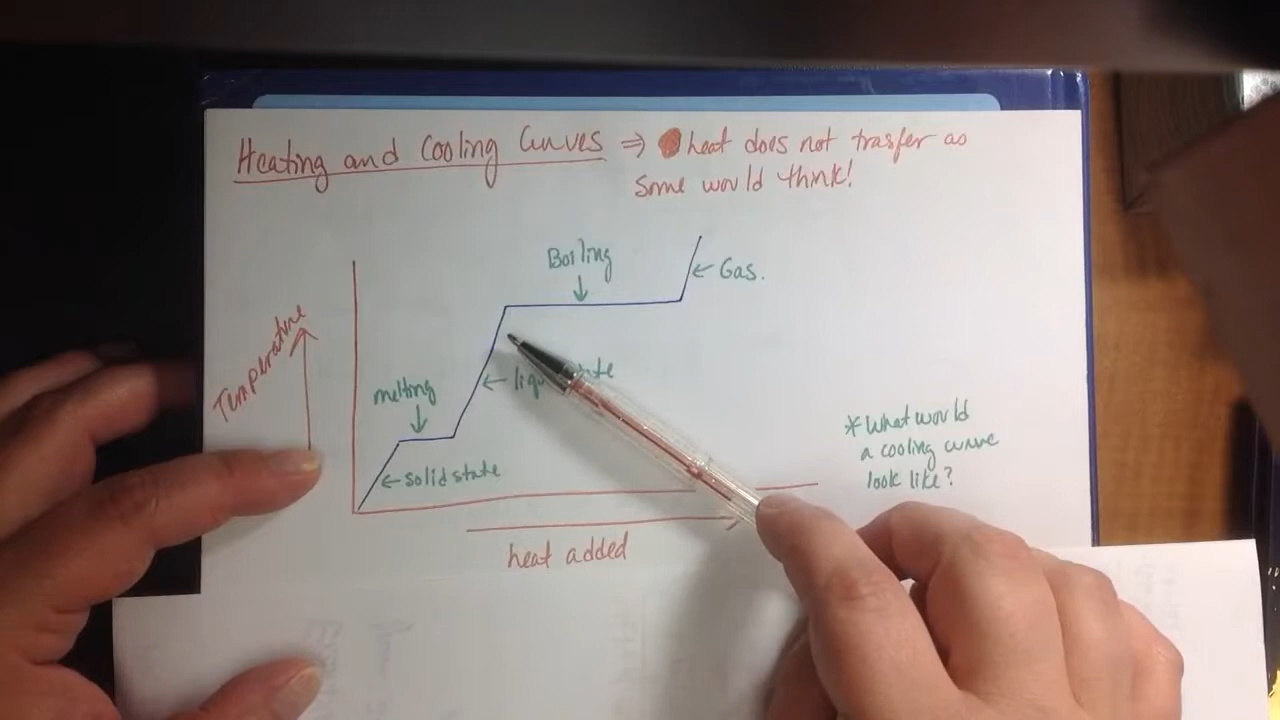 Heating and Cooling Curves ⇒ heat does not trasfer as
some would think!
Boiling
↓
← Gas.
Temperature
melting
↓
←
← solid state
* What would
a cooling curve
look like?
heat added